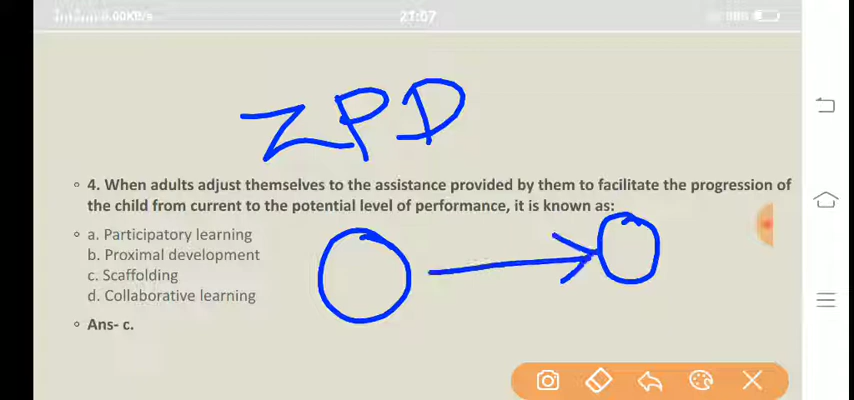 21:07
ZPD
4. When adults adjust themselves to the assistance provided by them to facilitate the progression of
the child from current to the potential level of performance, it is known as:
a. Participatory learning
b. Proximal development
c. Scaffolding
d. Collaborative learning
Ans- c.